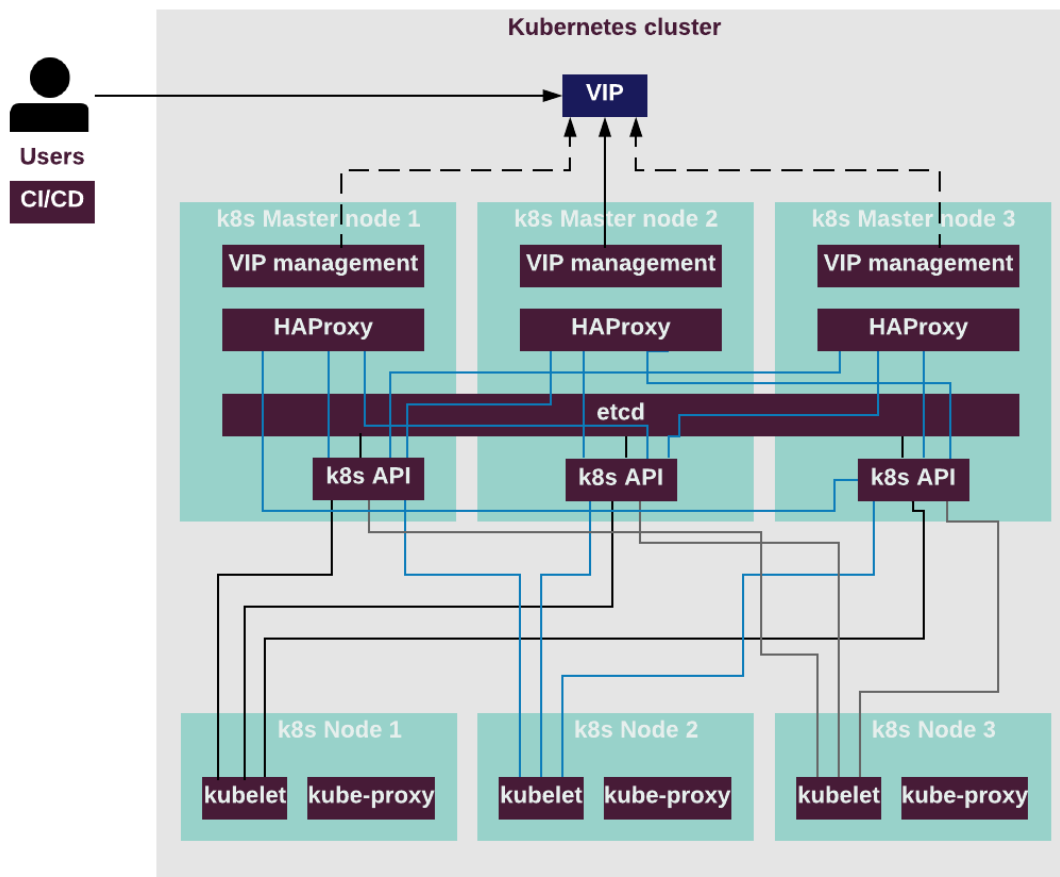 Kubernetes cluster
VIP
Users
CI/CD
k8s Master node 1
k8s Master node 2
k8s Master node 3
VIP management
VIP management
VIP management
HAProxy
HAProxy
HAProxy
etcd
k8s API
k8s API
k8s API
k8s Node 1
k8s Node 2
k8s Node 3
kubelet
kube-proxy
kubelet
kube-proxy
kubelet
kube-proxy